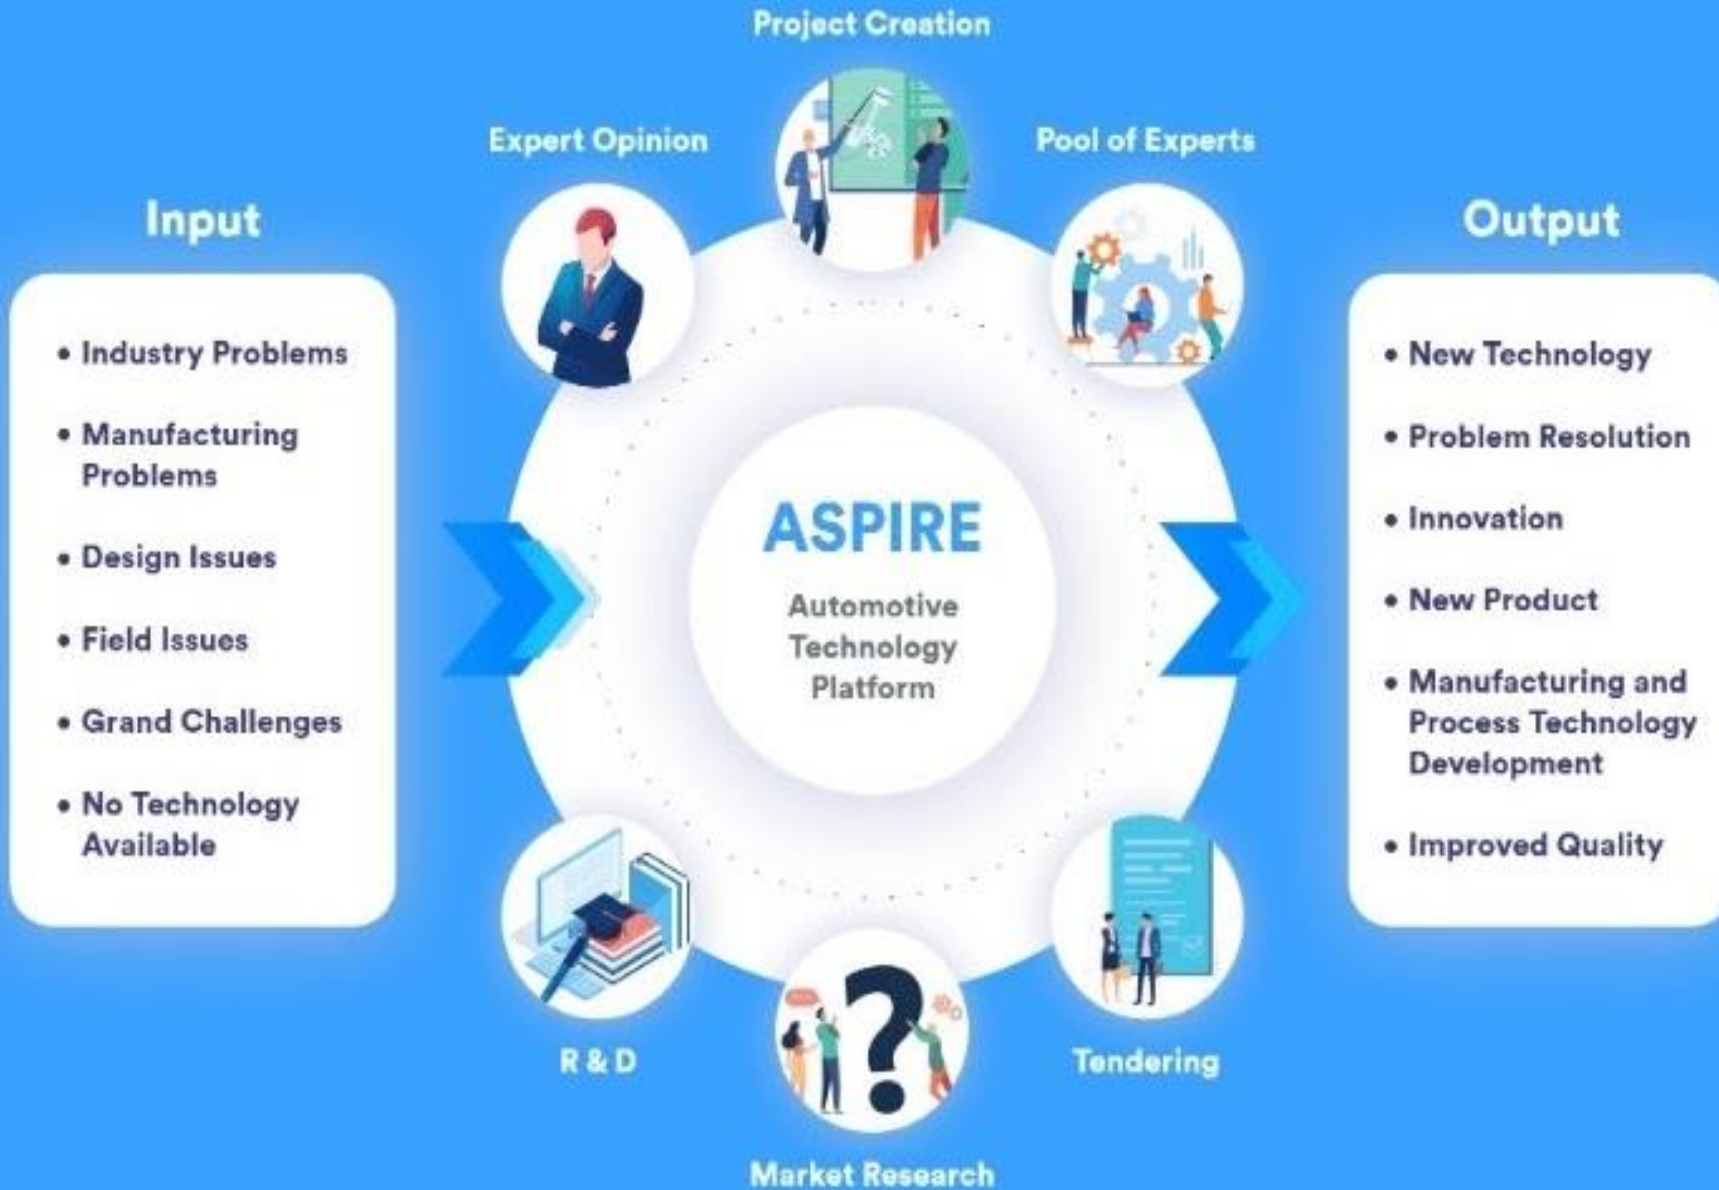 Project Creation
Expert Opinion
Pool of Experts
Input
• Industry Problems
• Manufacturing
Problems
• Design Issues
• Field Issues
• Grand Challenges
• No Technology
Available
ASPIRE
Automotive
Technology
Platform
Output
• New Technology
• Problem Resolution
• Innovation
• New Product
• Manufacturing and
Process Technology
Development
• Improved Quality
R & D
Tendering
Market Research